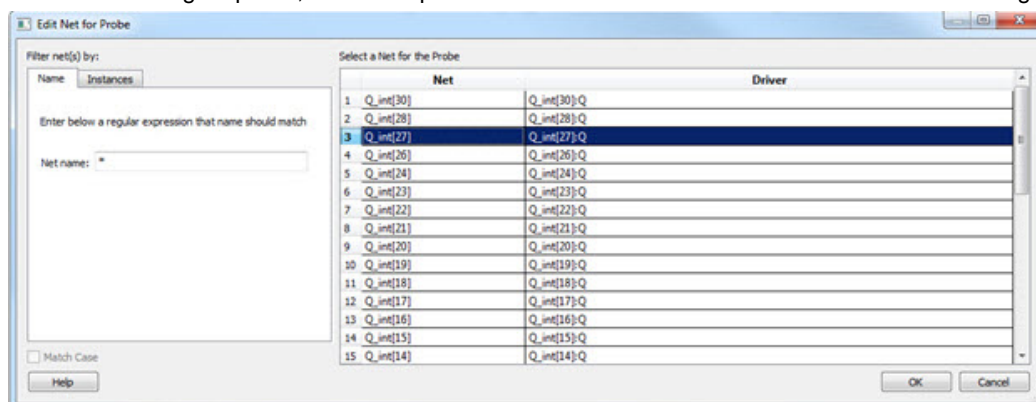 Edit Net for Probe
Filter net(s) by:
Name Instances
Enter below a regular expression that name should match
Net name: *
Match Case
Help
Select a Net for the Probe
Net Driver
1 Q_int[30] Q_int[30]:Q
2 Q_int[28] Q_int[28]:Q
3 Q_int[27] Q_int[27]:Q
4 Q_int[26] Q_int[26]:Q
5 Q_int[24] Q_int[24]:Q
6 Q_int[23] Q_int[23]:Q
7 Q_int[22] Q_int[22]:Q
8 Q_int[21] Q_int[21]:Q
9 Q_int[20] Q_int[20]:Q
10 Q_int[19] Q_int[19]:Q
11 Q_int[18] Q_int[18]:Q
12 Q_int[17] Q_int[17]:Q
13 Q_int[16] Q_int[16]:Q
14 Q_int[15] Q_int[15]:Q
15 Q_int[14] Q_int[14]:Q
OK Cancel